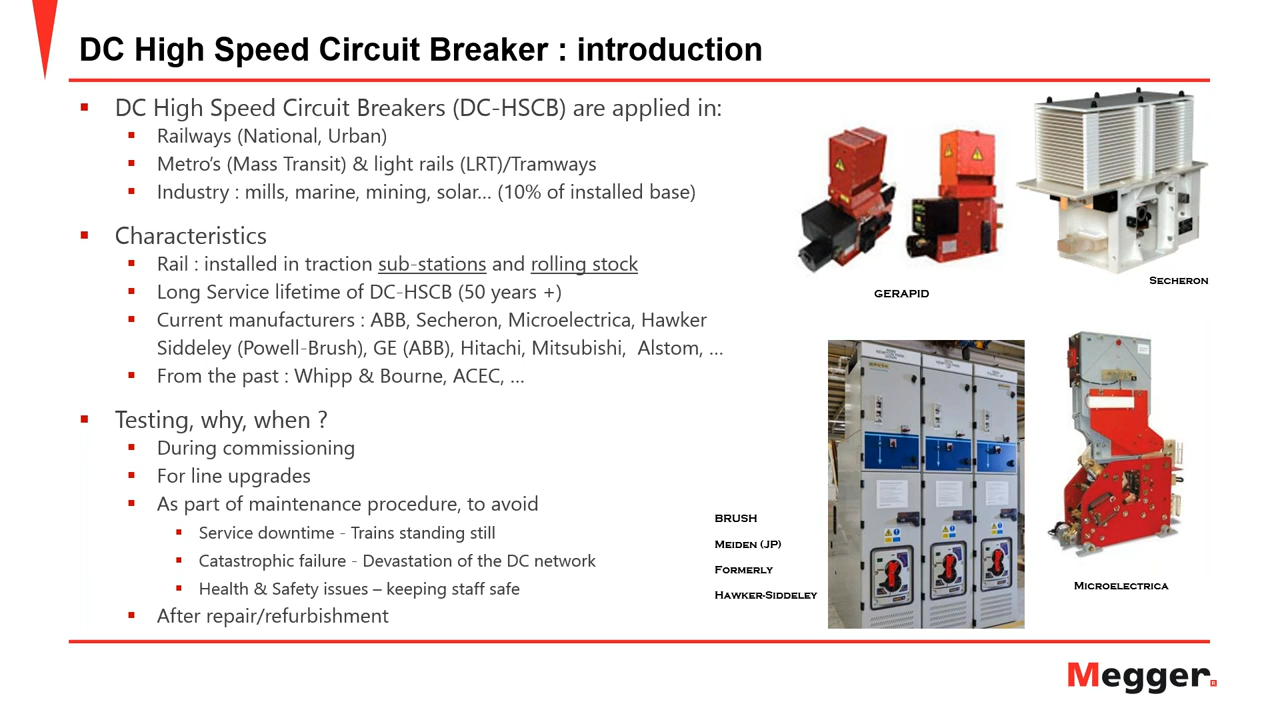 DC High Speed Circuit Breaker : introduction
DC High Speed Circuit Breakers (DC-HSCB) are applied in:
Railways (National, Urban)
Metro's (Mass Transit) & light rails (LRT)/Tramways
Industry : mills, marine, mining, solar... (10% of installed base)
Characteristics
Rail : installed in traction sub-stations and rolling stock
Long Service lifetime of DC-HSCB (50 years +)
Current manufacturers : ABB, Secheron, Microelectrica, Hawker
Siddeley (Powell-Brush), GE (ABB), Hitachi, Mitsubishi, Alstom, ...
From the past : Whipp & Bourne, ACEC, ...
Testing, why, when ?
During commissioning
For line upgrades
As part of maintenance procedure, to avoid
Service downtime - Trains standing still
Catastrophic failure - Devastation of the DC network
Health & Safety issues – keeping staff safe
After repair/refurbishment
GERAPID
SECHERON
BRUSH
MEIDEN (JP)
FORMERLY
HAWKER-SIDDELEY
MICROELECTRICA
Megger